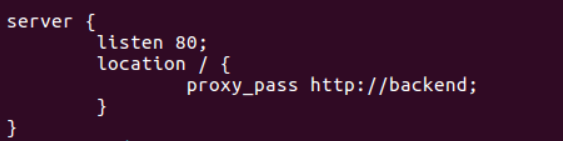 server {
        listen 80;
        location / {
                proxy_pass http://backend;
        }
}